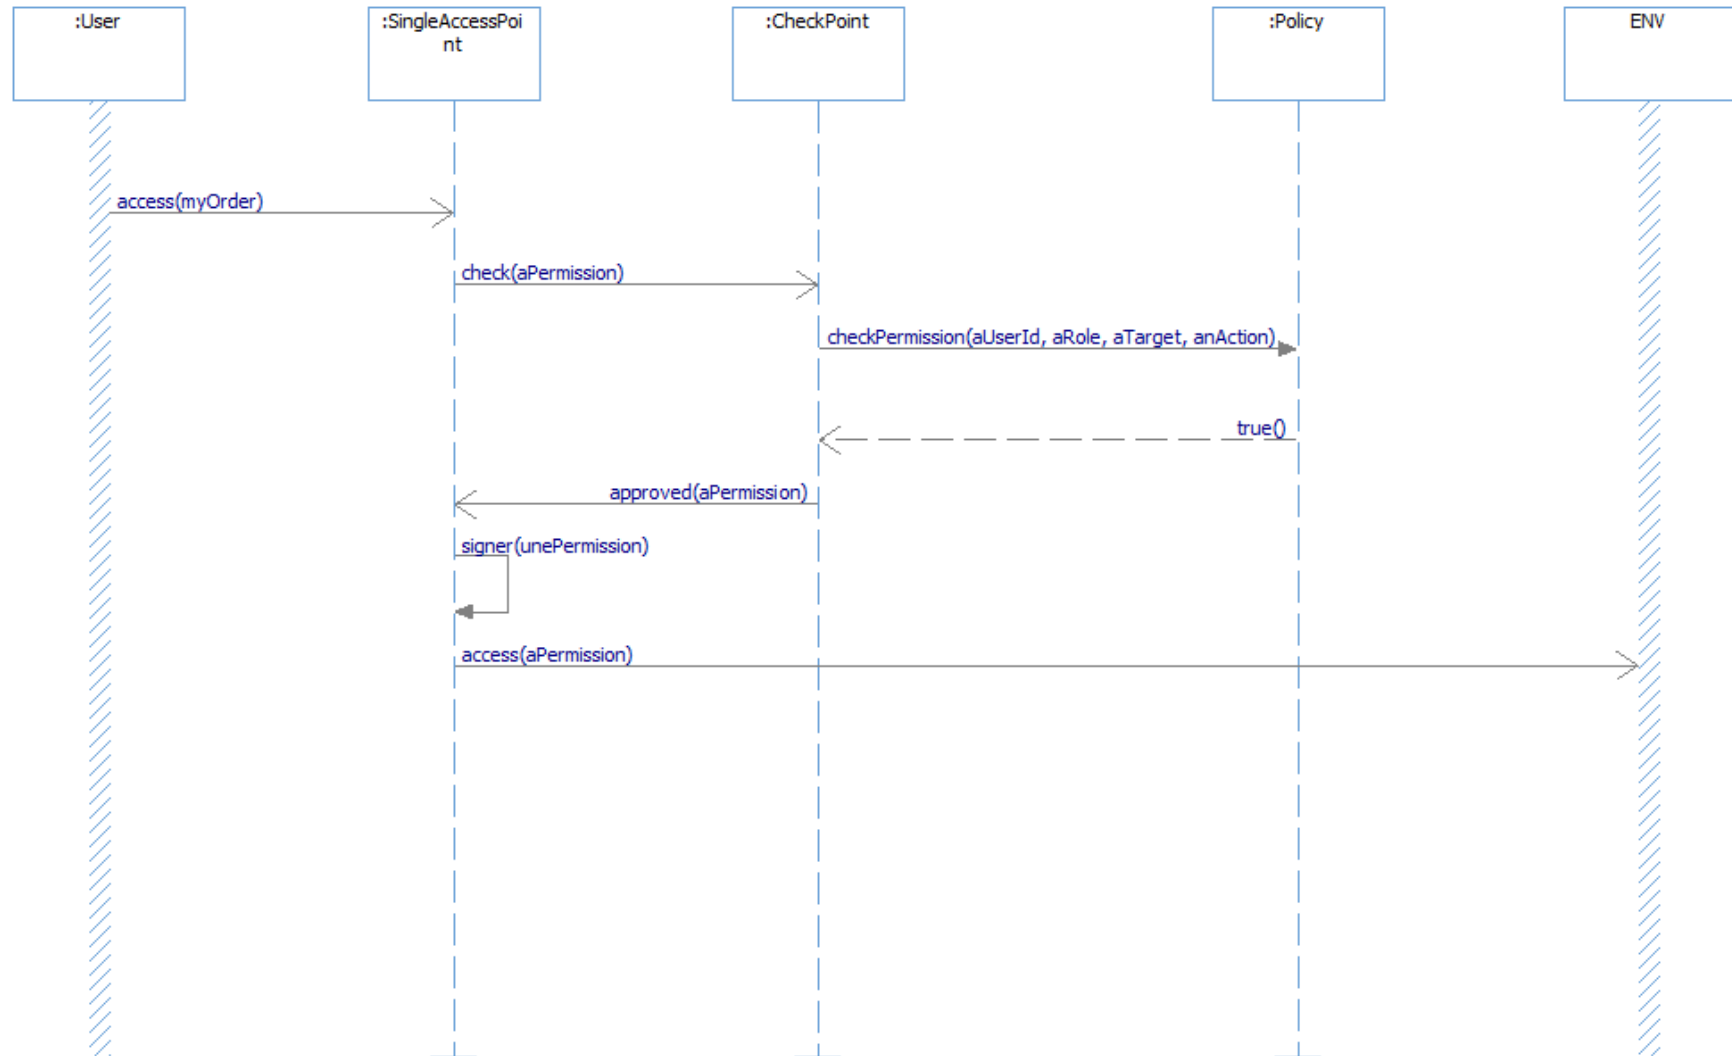 :User
:SingleAccessPoi
nt
:CheckPoint
:Policy
ENV
access(myOrder)
check(aPermission)
checkPermission(aUserId, aRole, aTarget, anAction)
true()
approved(aPermission)
signer(unePermission)
access(aPermission)